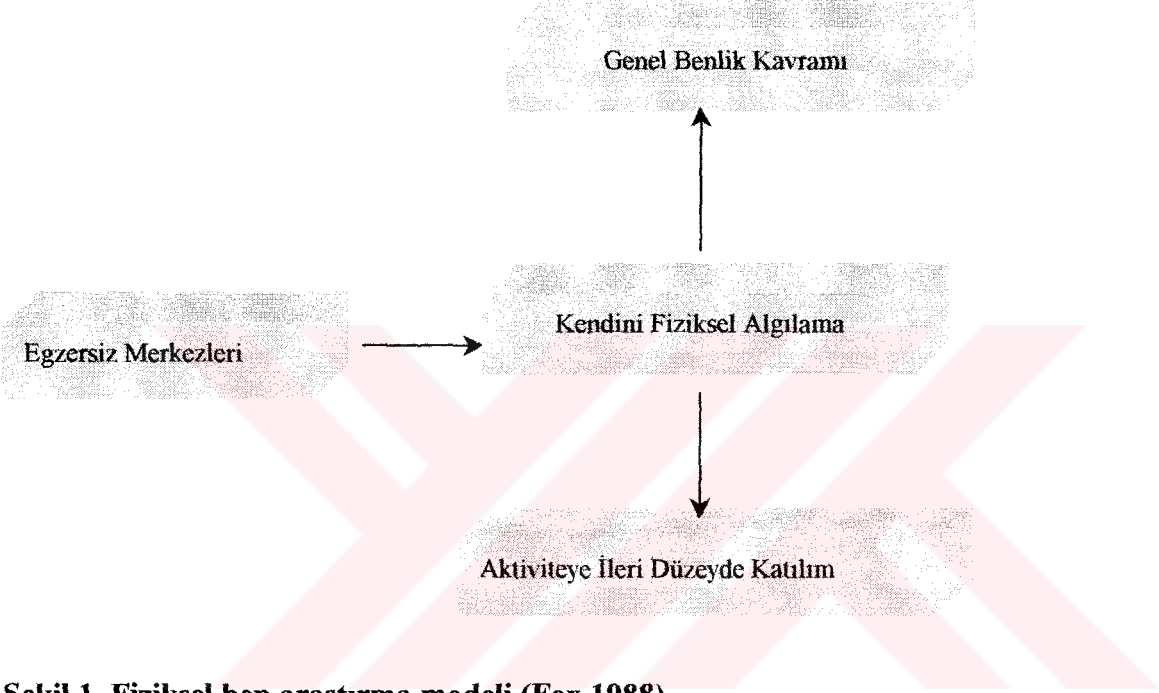 Genel Benlik Kavramı
Kendini Fiziksel Algılama
Egzersiz Merkezleri
Aktiviteye İleri Düzeyde Katılım
Şekil 1. Fiziksel ben araştırma modeli (Fox 1988)